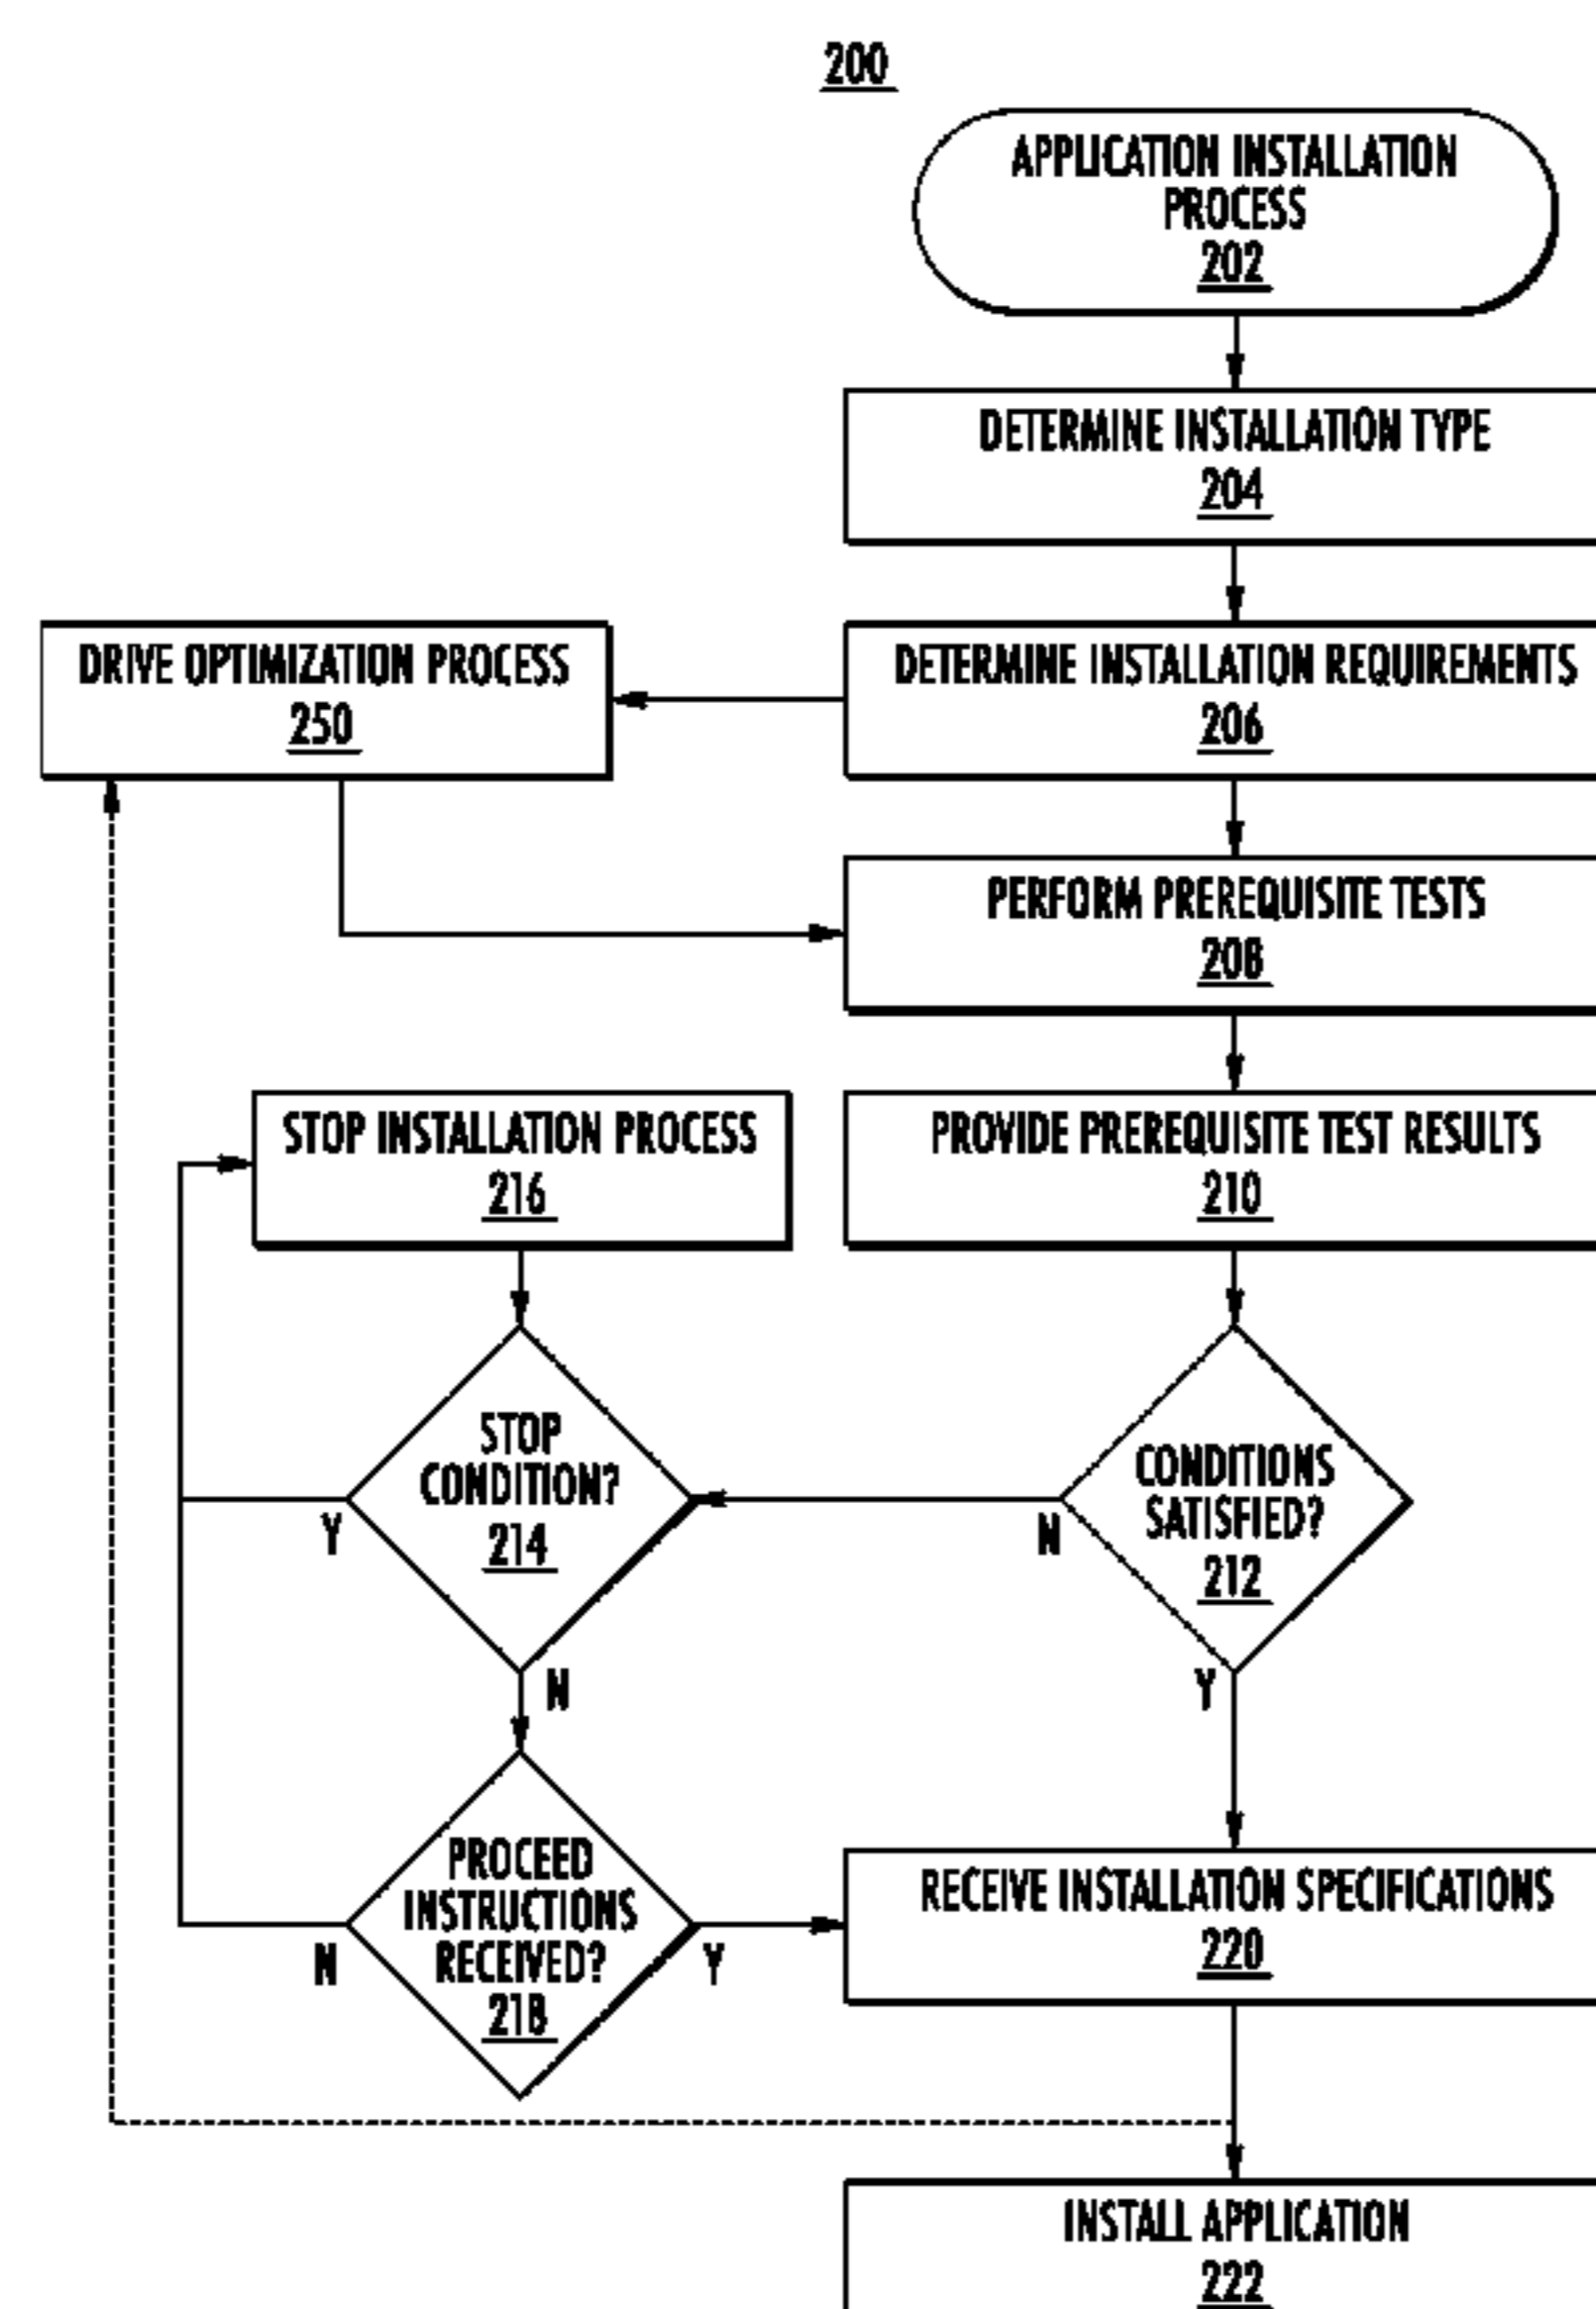 200
APPLICATION INSTALLATION
PROCESS
202
DETERMINE INSTALLATION TYPE
204
DRIVE OPTIMIZATION PROCESS
250
DETERMINE INSTALLATION REQUIREMENTS
206
PERFORM PREREQUISITE TESTS
208
STOP INSTALLATION PROCESS
216
PROVIDE PREREQUISITE TEST RESULTS
210
STOP
CONDITION?
214
Y
N
CONDITIONS
SATISFIED?
212
N
Y
PROCEED
INSTRUCTIONS
RECEIVED?
218
N
Y
RECEIVE INSTALLATION SPECIFICATIONS
220
INSTALL APPLICATION
222